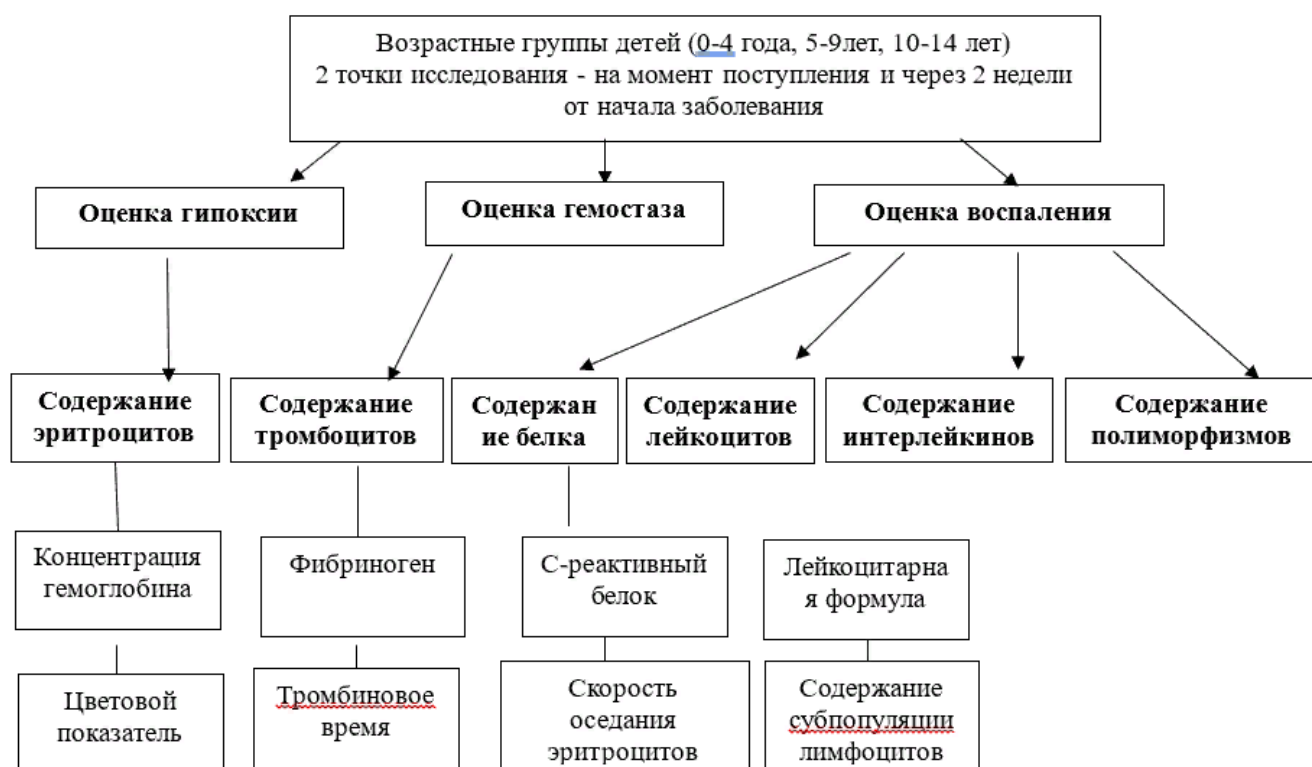 Возрастные группы детей (0-4 года, 5-9лет, 10-14 лет)
2 точки исследования - на момент поступления и через 2 недели
от начала заболевания
Оценка гипоксии
Оценка гемостаза
Оценка воспаления
Содержание
эритроцитов
Содержание
тромбоцитов
Содержан
ие белка
Содержание
лейкоцитов
Содержание
интерлейкинов
Содержание
полиморфизмов
Концентрация
гемоглобина
Фибриноген
С-реактивный
белок
Лейкоцитарна
я формула
Цветовой
показатель
Тромбиновое
время
Скорость
оседания
эритроцитов
Содержание
субпопуляции
лимфоцитов